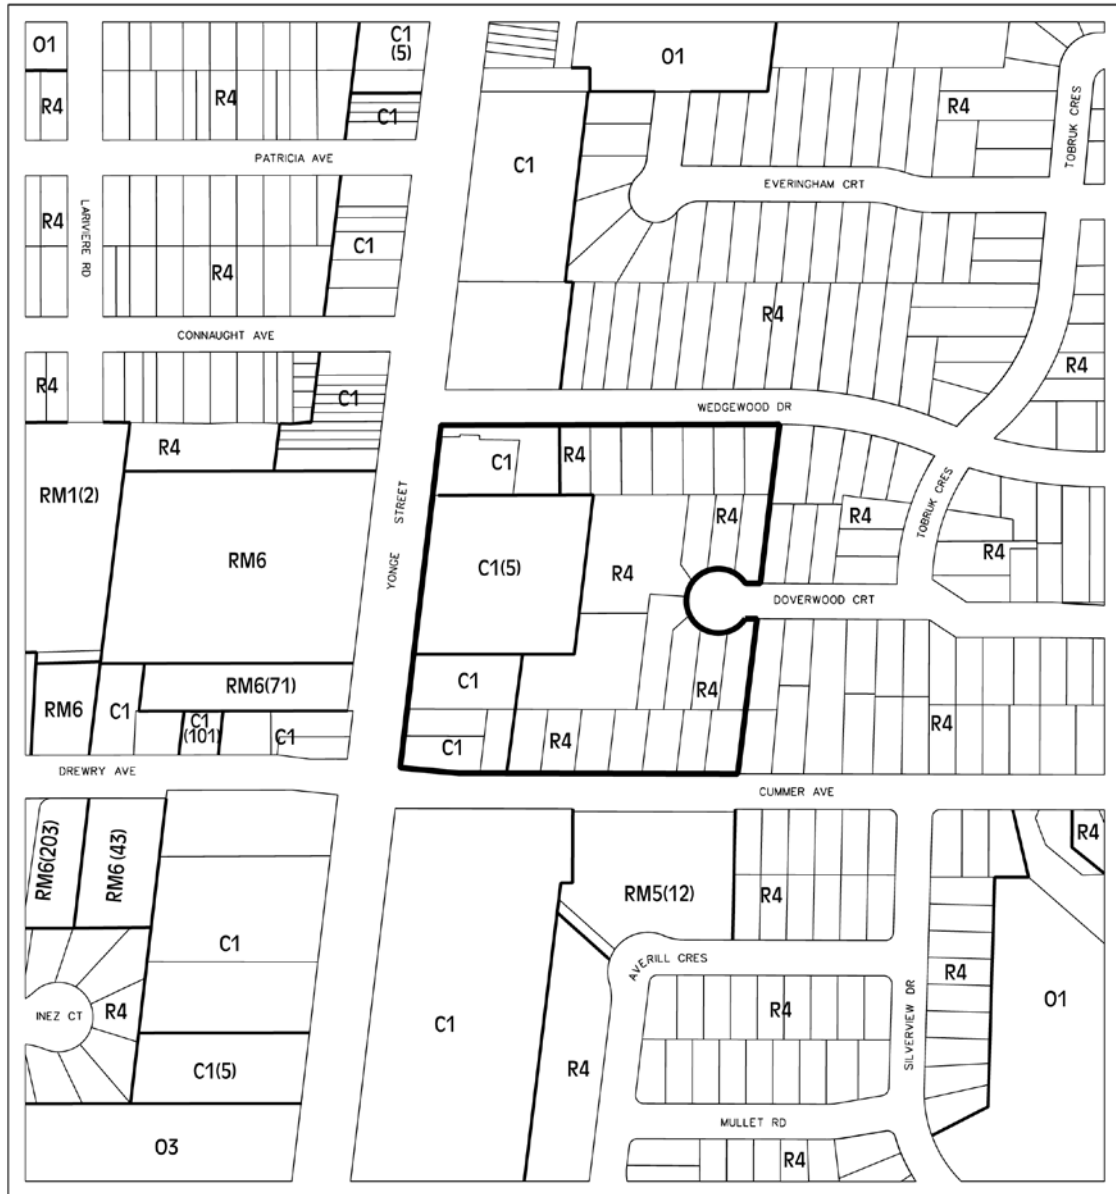 O1
C1
(5)
O1
R4
R4
C1
R4
TOBRUK CRES
PATRICIA AVE
C1
EVERINGHAM CRT
R4
LARIVIERE RD
C1
R4
R4
CONNAUGHT AVE
R4
R4
C1
WEDGEWOOD DR
R4
R4
C1
R4
RM1(2)
YONGE STREET
R4
R4
TOBRUK CRES
R4
RM6
C1(5)
R4
DOVERWOOD CRT
C1
RM6(71)
R4
RM6
C1
C1
(101)
C1
C1
R4
R4
DREWRY AVE
CUMMER AVE
RM6(203)
RM6(43)
R4
RM5(12)
R4
C1
AVERILL CRES
R4
SILVERVIEW DR
O1
INEZ CT
R4
C1
R4
C1(5)
R4
MULLET RD
O3
R4